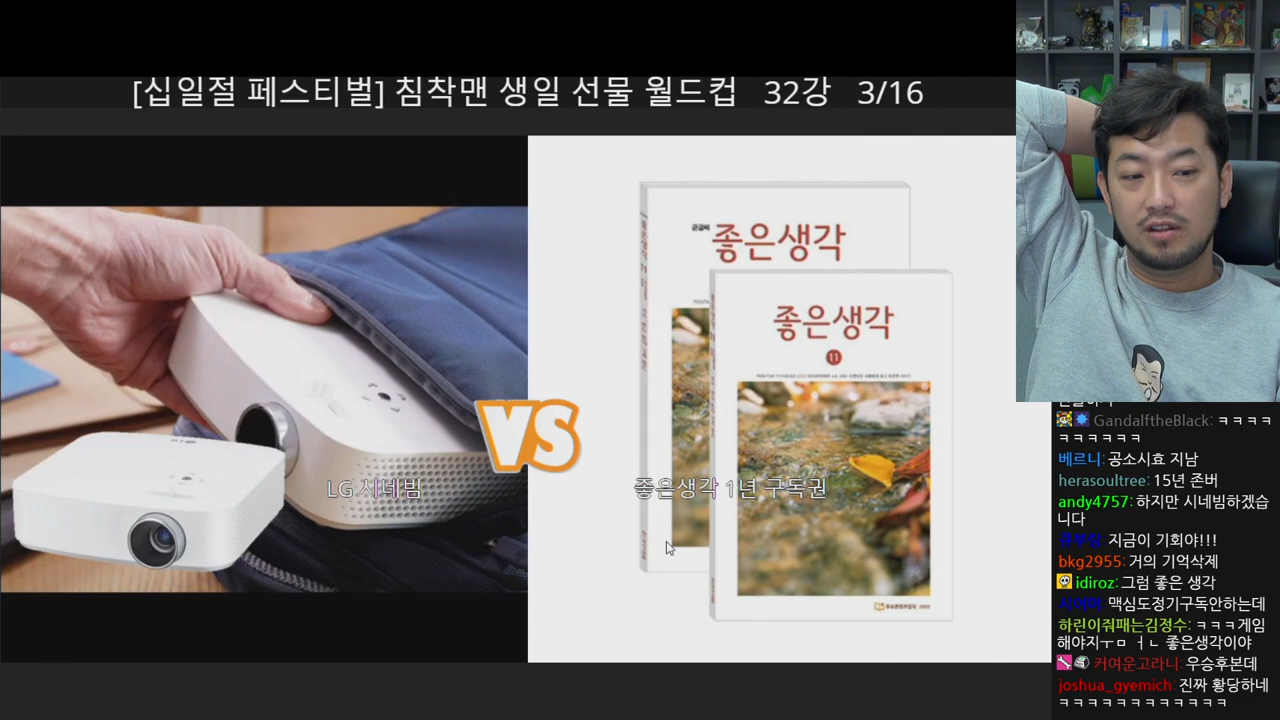 [십일절 페스티벌] 침착맨 생일 선물 월드컵 32강 3/16
큰글씨 좋은생각
좋은생각
11
VS
LG 시네빔
좋은생각 1년 구독권
GandalftheBlack: ㅋㅋㅋㅋ
ㅋㅋㅋㅋㅋㅋ
베르니: 공소시효 지남
herasoultree: 15년 존버
andy4757: 하지만 시네빔하겠습
니다
지금이 기회야!!!
bkg2955: 거의 기억삭제
idiroz: 그럼 좋은 생각
맥심도정기구독안하는데
하린이줘패는김정수: ㅋㅋㅋ게임
해야지ㅜㅁ ㅓㄴ 좋은생각이야
커여운고라니: 우승후본데
joshua_gyemich: 진짜 황당하네
ㅋㅋㅋㅋㅋㅋㅋㅋㅋㅋㅋㅋ